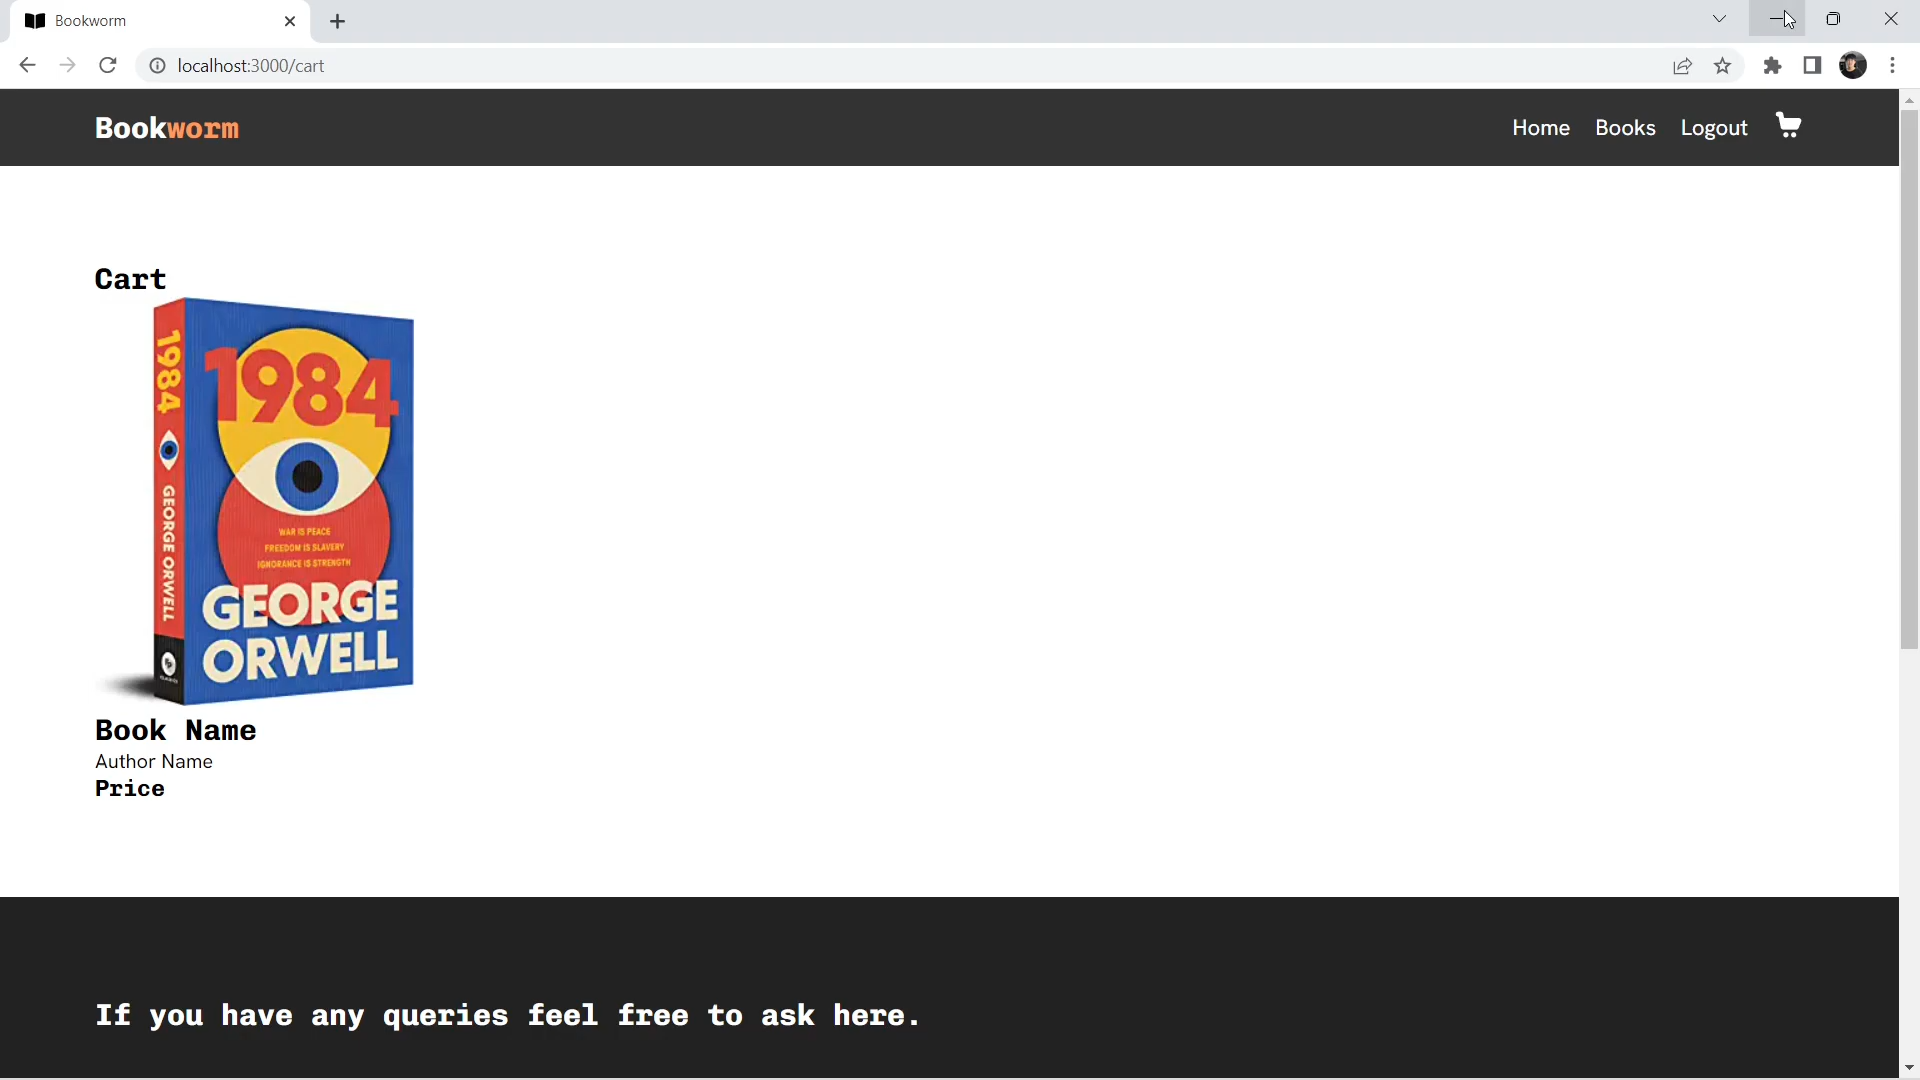 Bookworm
localhost:3000/cart
Bookworm
Home Books Logout
Cart
1984
GEORGE ORWELL
1984
WAR IS PEACE
FREEDOM IS SLAVERY
IGNORANCE IS STRENGTH
GEORGE
ORWELL
Book Name
Author Name
Price
If you have any queries feel free to ask here.